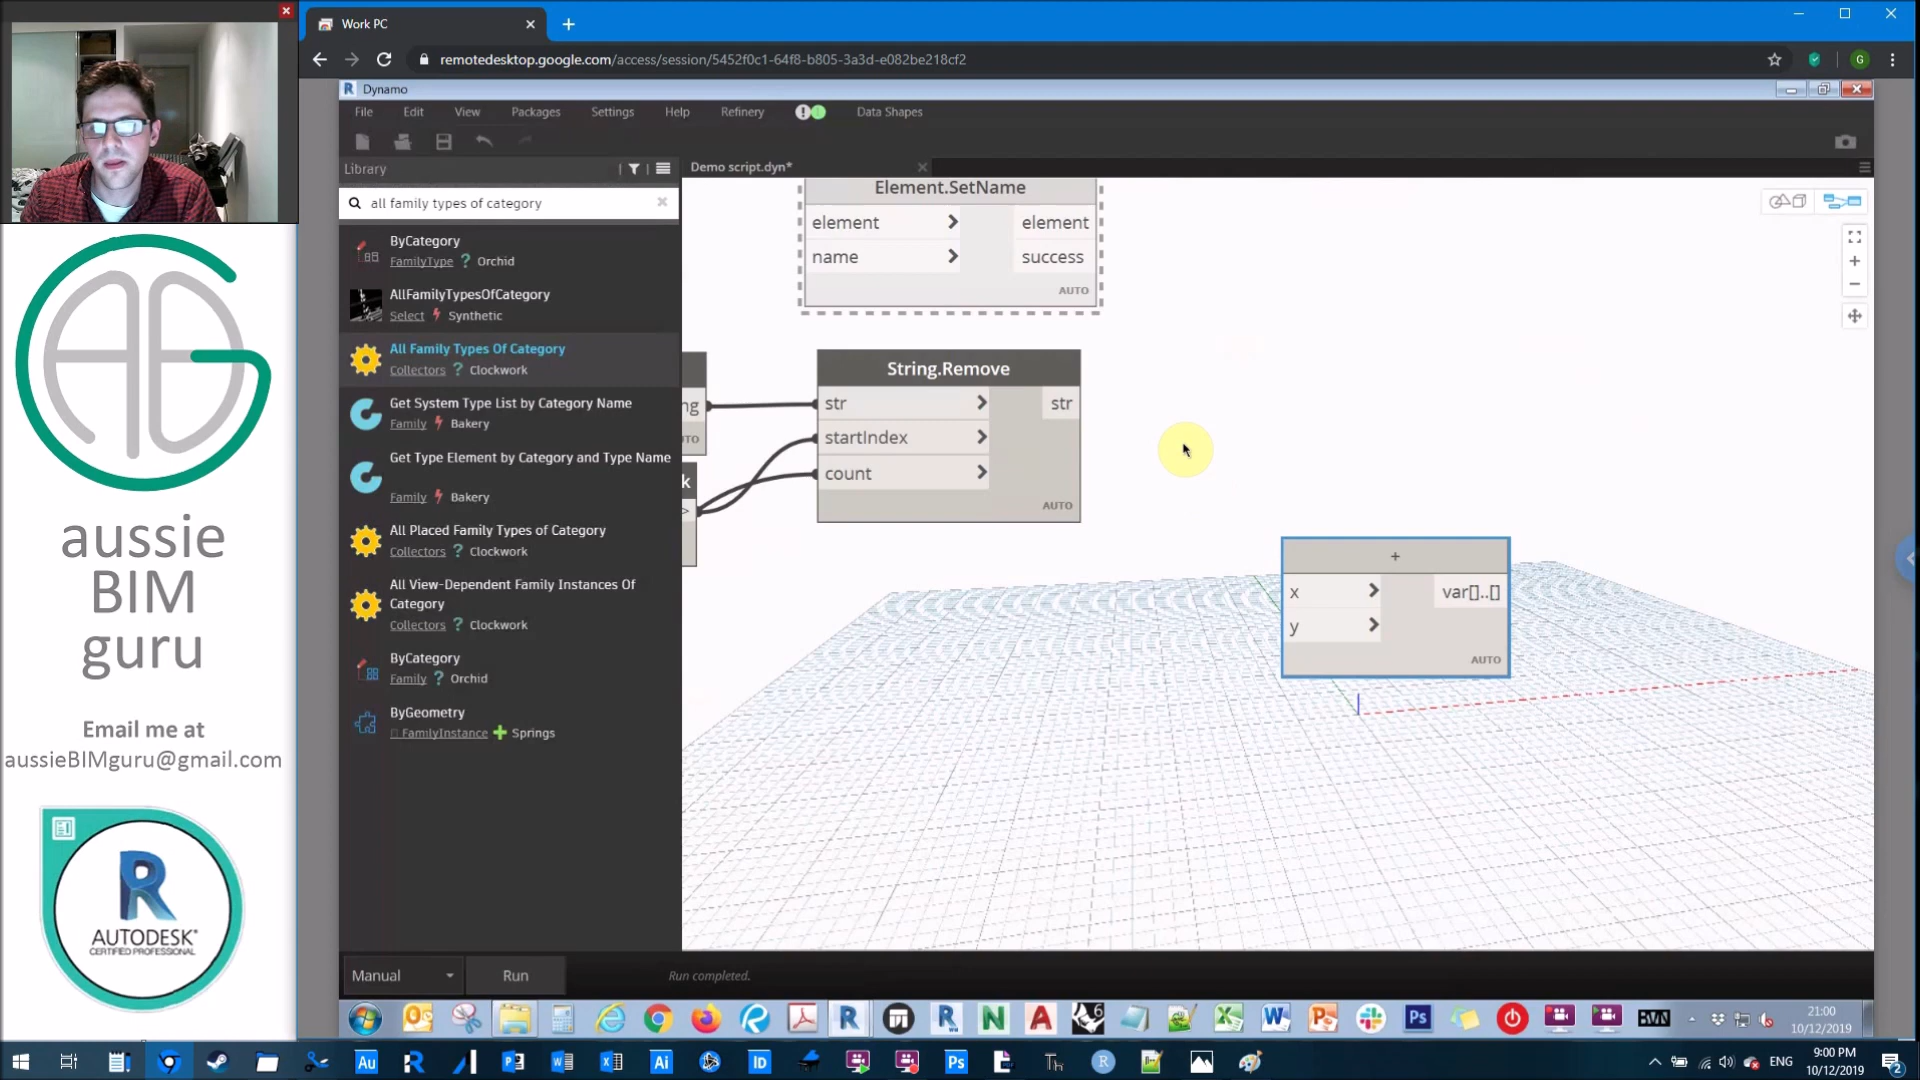 Work PC
remotedesktop.google.com/access/session/5452f0c1-64f8-b805-3a3d-e082be218cf2
G
R Dynamo
File Edit View Packages Settings Help Refinery Data Shapes
Library
Demo script.dyn*
all family types of category
ByCategory
FamilyType ? Orchid
AllFamilyTypesOfCategory
Select Synthetic
All Family Types Of Category
Collectors ? Clockwork
Get System Type List by Category Name
Family Bakery
Get Type Element by Category and Type Name
Family Bakery
All Placed Family Types of Category
Collectors ? Clockwork
All View-Dependent Family Instances Of
Category
Collectors ? Clockwork
ByCategory
Family ? Orchid
ByGeometry
FamilyInstance Springs
Element.SetName
element > element
name > success
AUTO
String.Remove
str > str
startIndex >
count >
AUTO
ng
k
>
+
x > var[]..[]
y >
AUTO
Manual
Run
Run completed.
aussie
BIM
guru
Email me at
aussieBIMguru@gmail.com
R
AUTODESK
CERTIFIED PROFESSIONAL
BVN
21:00
10/12/2019
ENG
9:00 PM
10/12/2019
2